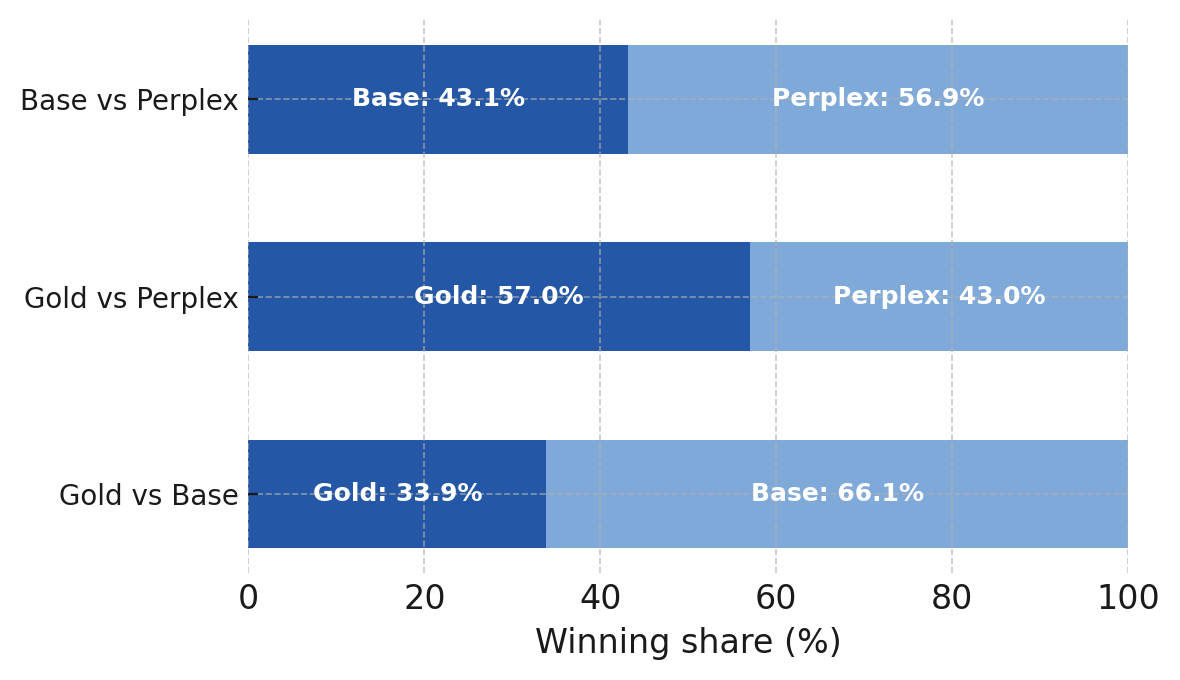 Base vs Perplex
Base: 43.1%
Perplex: 56.9%
Gold vs Perplex
Gold: 57.0%
Perplex: 43.0%
Gold vs Base
Gold: 33.9%
Base: 66.1%
0 20 40 60 80 100
Winning share (%)